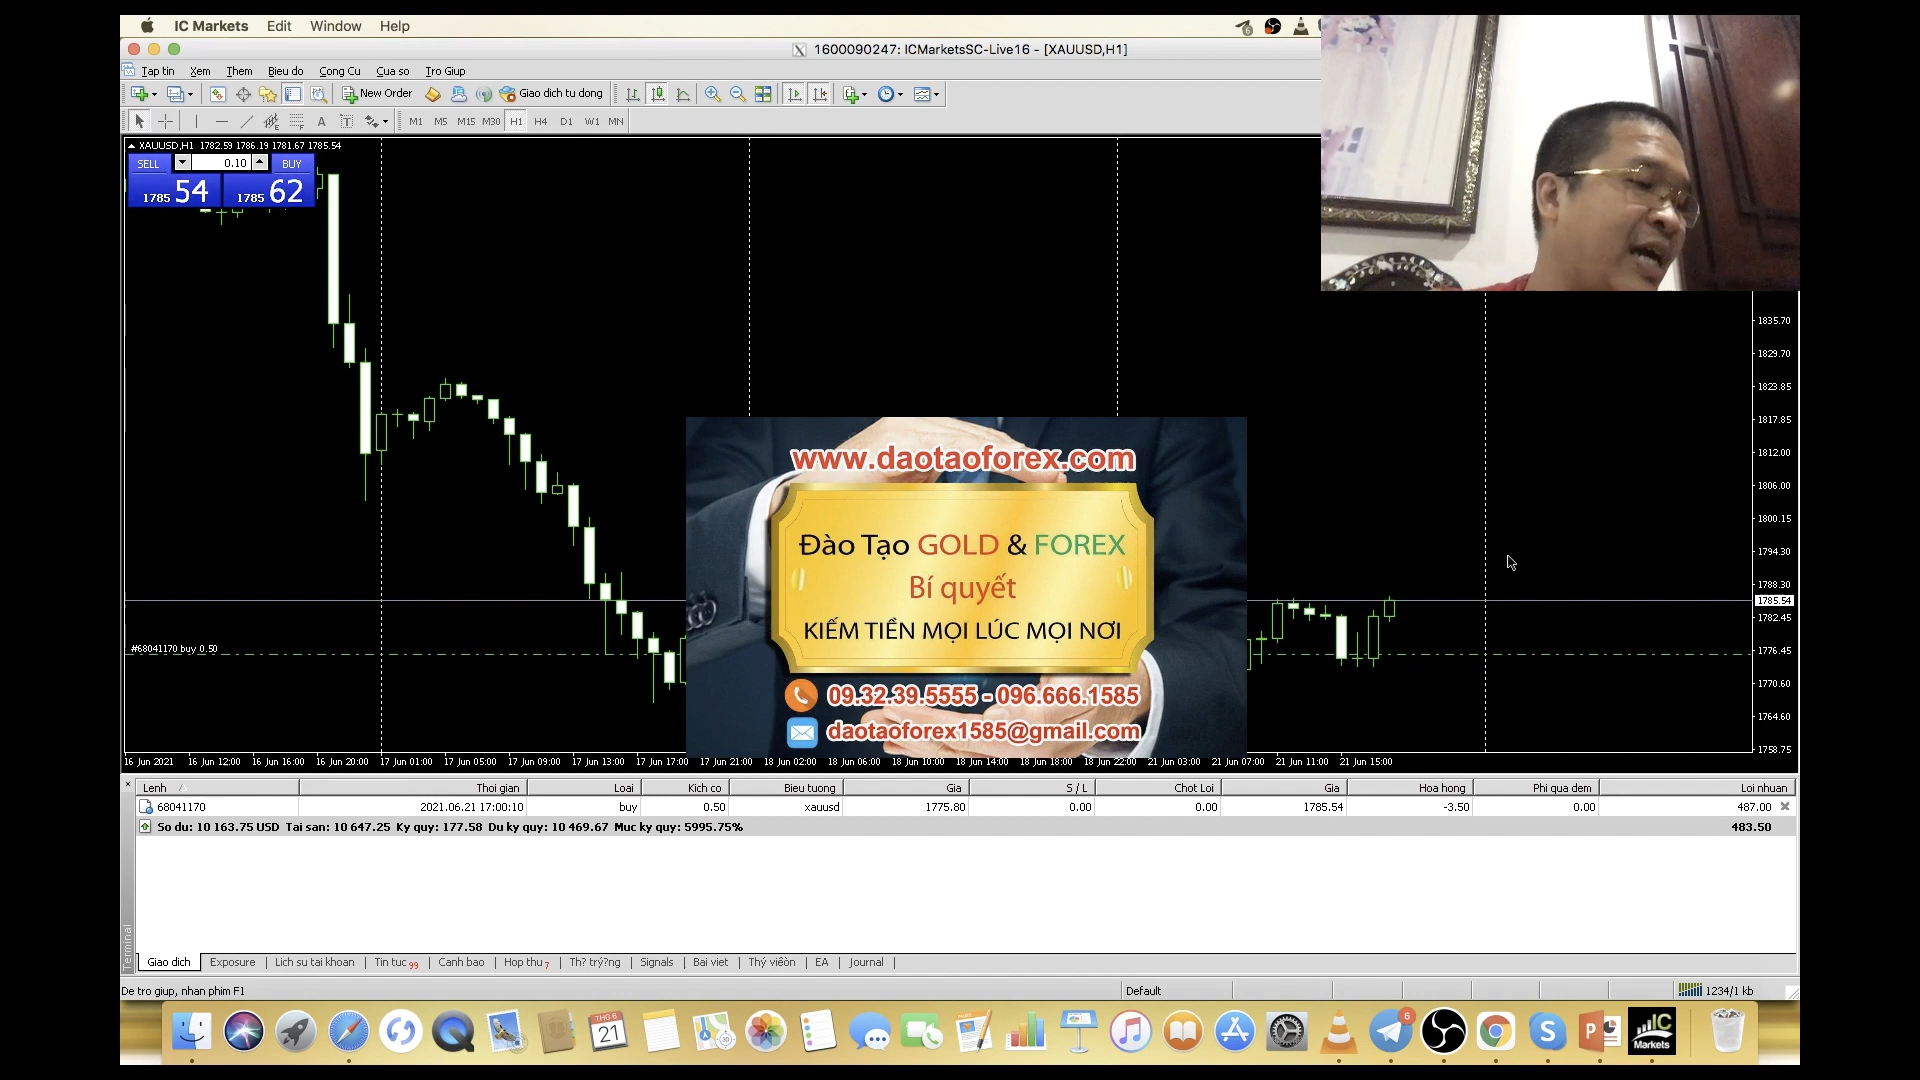 IC Markets Edit Window Help
1600090247: ICMarketsSC-Live16 - [XAUUSD,H1]
Tap tin Xem Them Bieu do Cong Cu Cua so Tro Giup
New Order Giao dich tu dong
A T M1 M5 M15 M30 H1 H4 D1 W1 MN
XAUUSD,H1 1782.59 1786.19 1781.67 1785.54
SELL 0.10 BUY
1785 54 1785 62
1835.70
1829.70
1823.85
1817.85
1812.00
1806.00
1800.15
1794.30
1788.30
1785.54
1782.45
1776.45
1770.60
1764.60
1758.75
#68041170 buy 0.50
www.daotaoforex.com
Đào Tạo GOLD & FOREX
Bí quyết
KIẾM TIỀN MỌI LÚC MỌI NƠI
09.32.39.5555 - 096.666.1585
daotaoforex1585@gmail.com
16 Jun 2021 16 Jun 12:00 16 Jun 16:00 16 Jun 20:00 17 Jun 01:00 17 Jun 05:00 17 Jun 09:00 17 Jun 13:00 17 Jun 17:00 17 Jun 21:00 18 Jun 02:00 18 Jun 06:00 18 Jun 10:00 18 Jun 14:00 18 Jun 18:00 18 Jun 22:00 21 Jun 03:00 21 Jun 07:00 21 Jun 11:00 21 Jun 15:00
Lenh Thoi gian Loai Kich co Bieu tuong Gia S / L Chot Loi Gia Hoa hong Phi qua dem Loi nhuan
68041170 2021.06.21 17:00:10 buy 0.50 xauusd 1775.80 0.00 0.00 1785.54 -3.50 0.00 487.00
So du: 10 163.75 USD Tai san: 10 647.25 Ky quy: 177.58 Du ky quy: 10 469.67 Muc ky quy: 5995.75% 483.50
Terminal
Giao dich Exposure Lich su tai khoan Tin tuc 99 Canh bao Hop thu 7 Th? trý?ng Signals Bai viet Thý viêòn EA Journal
De tro giup, nhan phim F1 Default 1234/1 kb
THG 6
21
6
IC
Markets